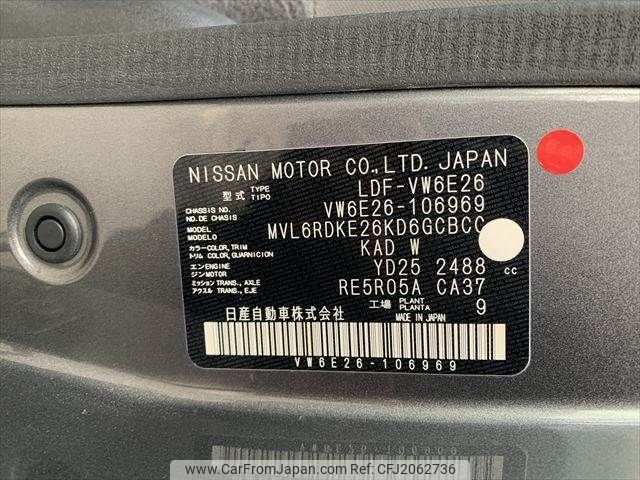 NISSAN MOTOR CO.,LTD. JAPAN
型式 TYPE TIPO LDF-VW6E26
CHASSIS NO. NO.DE CHASIS VW6E26-106969
MODEL MODELO MVL6RDKE26KD6GCBCC
カラー COLOR,TRIM トリム COLOR,GUARNICION KAD W
エンジン ENGINE MOTOR YD25 2488 cc
ミッション TRANS., AXLE アクスル TRANS.,EJE RE5R05A CA37
工場 PLANT PLANTA 9
日産自動車株式会社 MADE IN JAPAN
VW6E26-106969
www.CarFromJapan.com | www.CarFromJapan.com | CFJ2062736